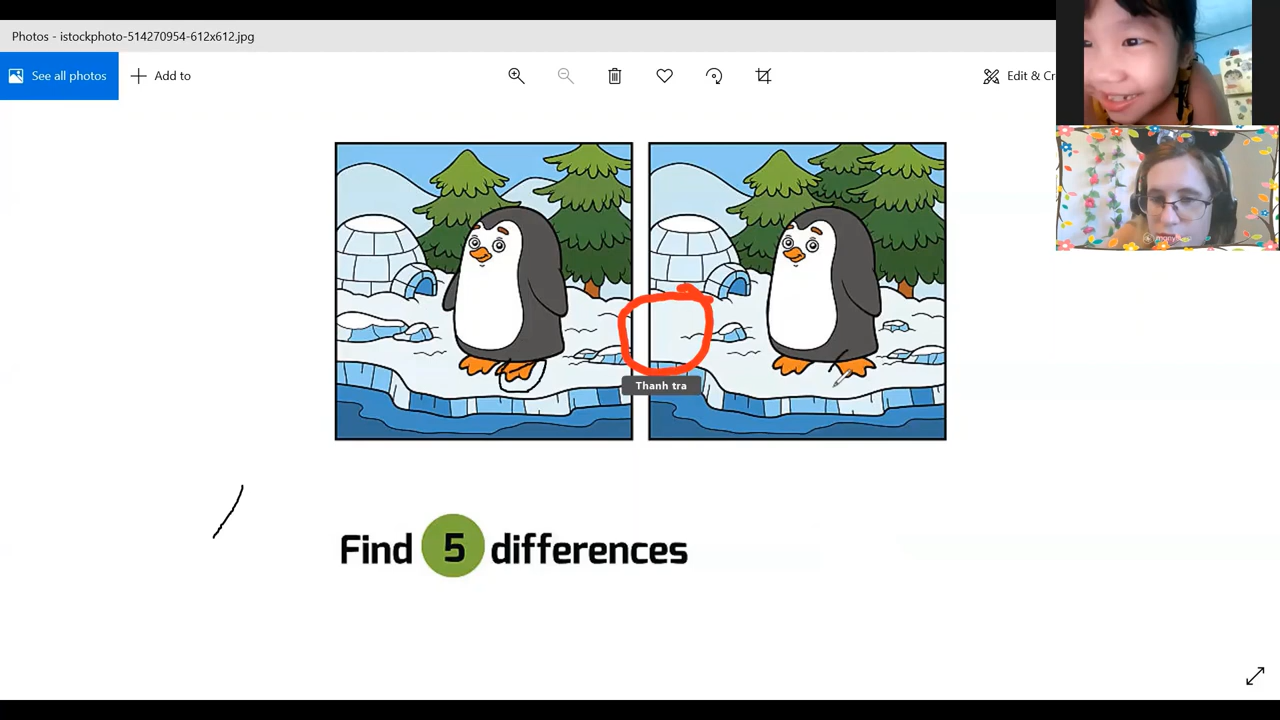 Photos - istockphoto-514270954-612x612.jpg
See all photos
Add to
Edit & Cr
Thanh tra
Find 5 differences